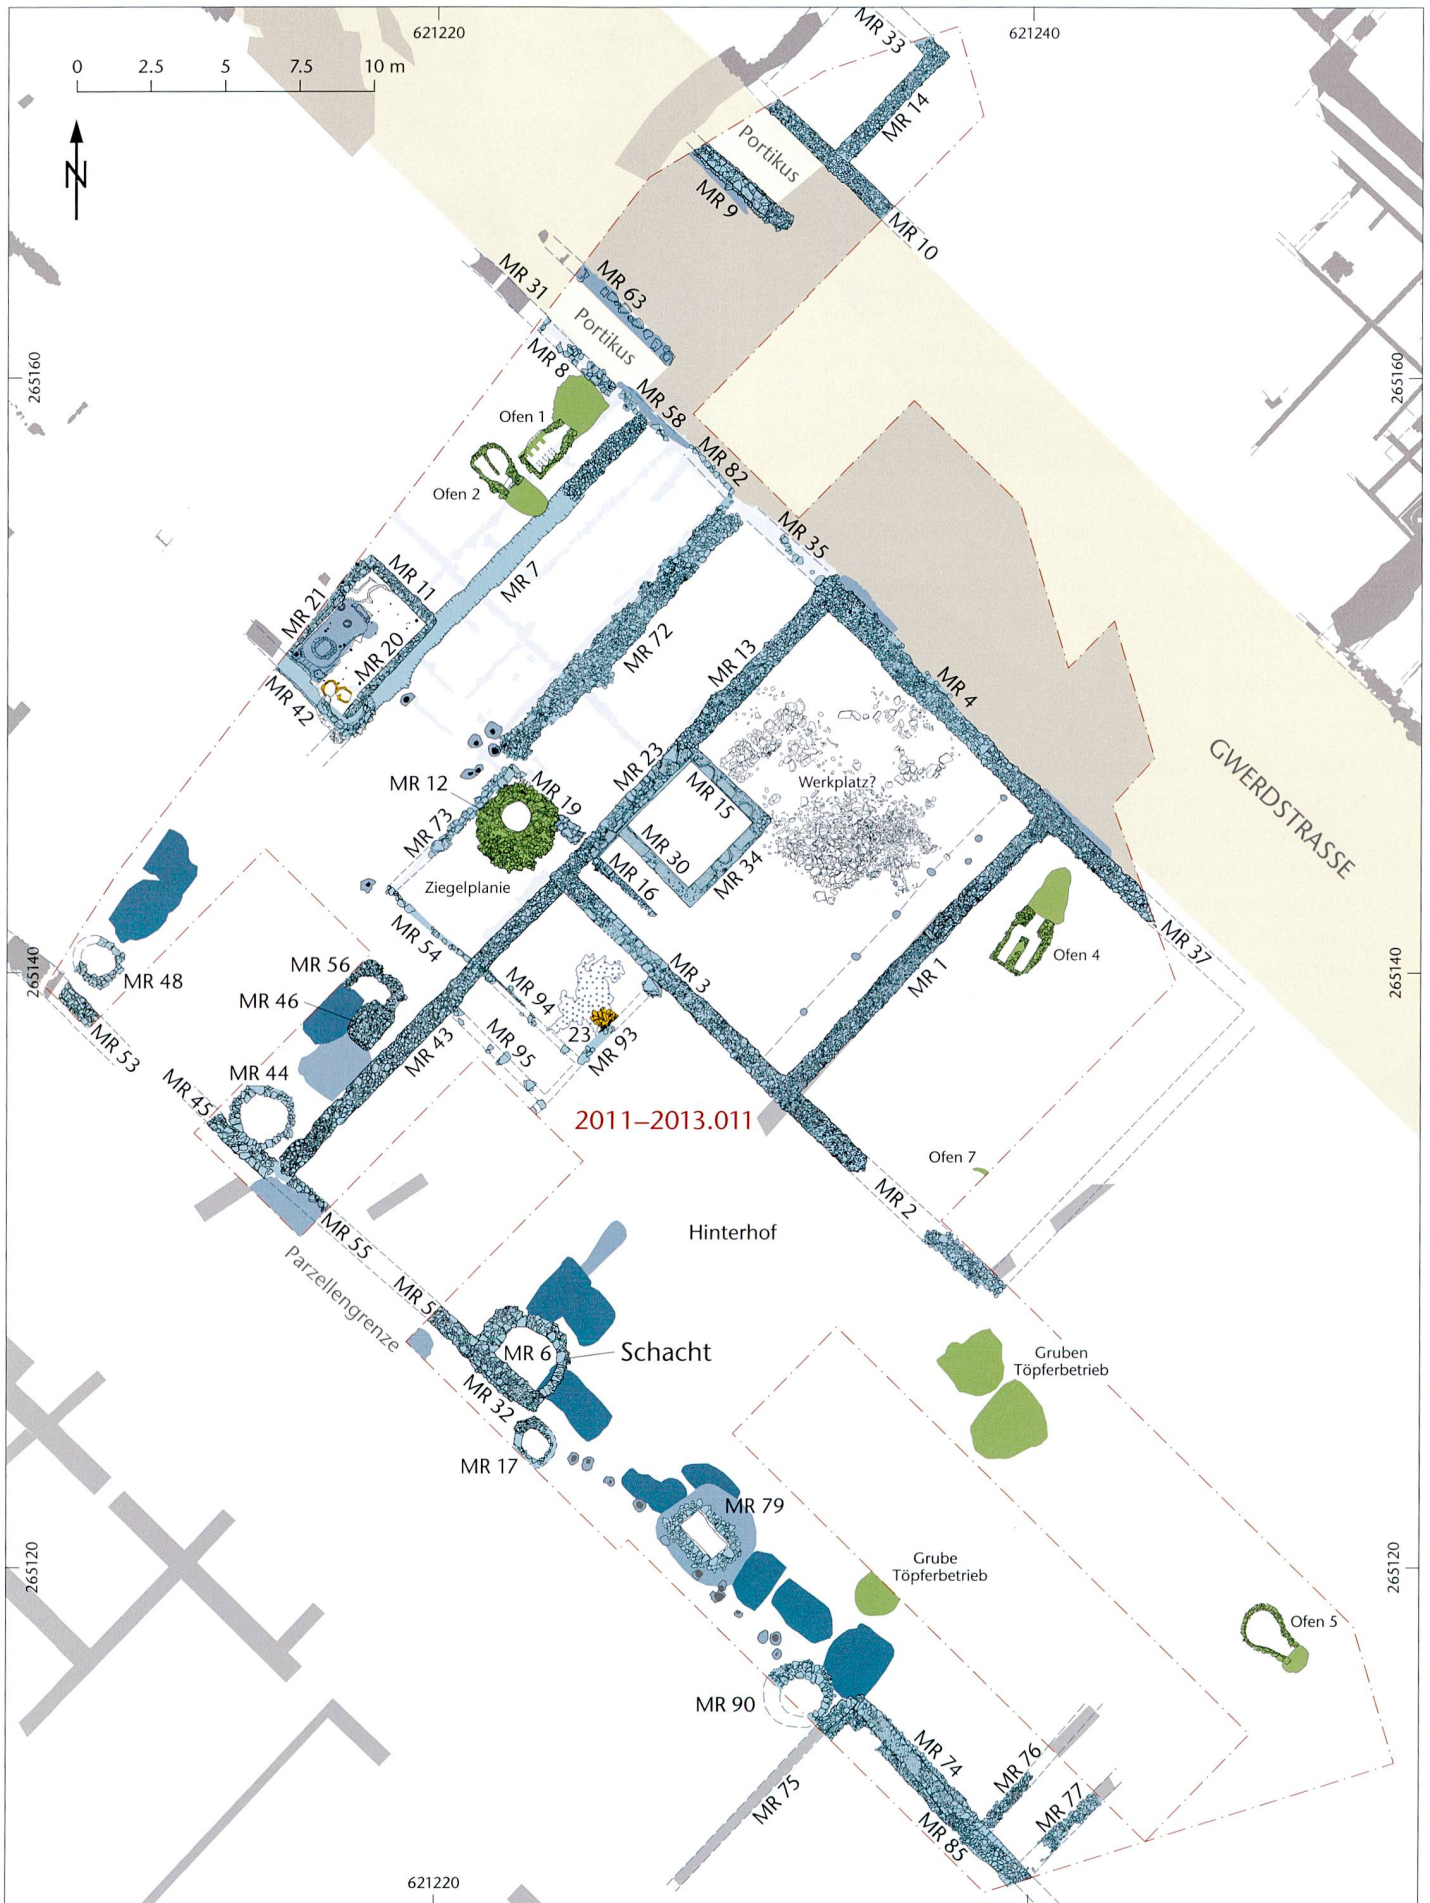 621220
621240
0 2.5 5 7.5 10 m
N
MR 33
MR 14
Portikus
MR 9
MR 10
MR 31
MR 63
Portikus
MR 8
265160
265160
MR 58
Ofen 1
MR 82
Ofen 2
MR 35
MR 7
MR 11
MR 21
MR 20
MR 72
MR 13
MR 42
MR 4
GWERDSTRASSE
MR 23
MR 12
MR 19
MR 15
Werkplatz?
MR 73
MR 30
MR 34
MR 16
Ziegelplanie
MR 54
MR 37
Ofen 4
MR 1
265140
265140
MR 48
MR 56
MR 46
MR 3
MR 94
23
MR 93
MR 95
MR 53
MR 43
MR 44
MR 45
2011–2013.011
Ofen 7
MR 2
MR 55
Hinterhof
Parzellengrenze
MR 5
MR 6
Schacht
Gruben
Töpferbetrieb
MR 32
MR 17
MR 79
265120
265120
Grube
Töpferbetrieb
Ofen 5
MR 90
MR 74
MR 76
MR 75
MR 77
MR 85
621220